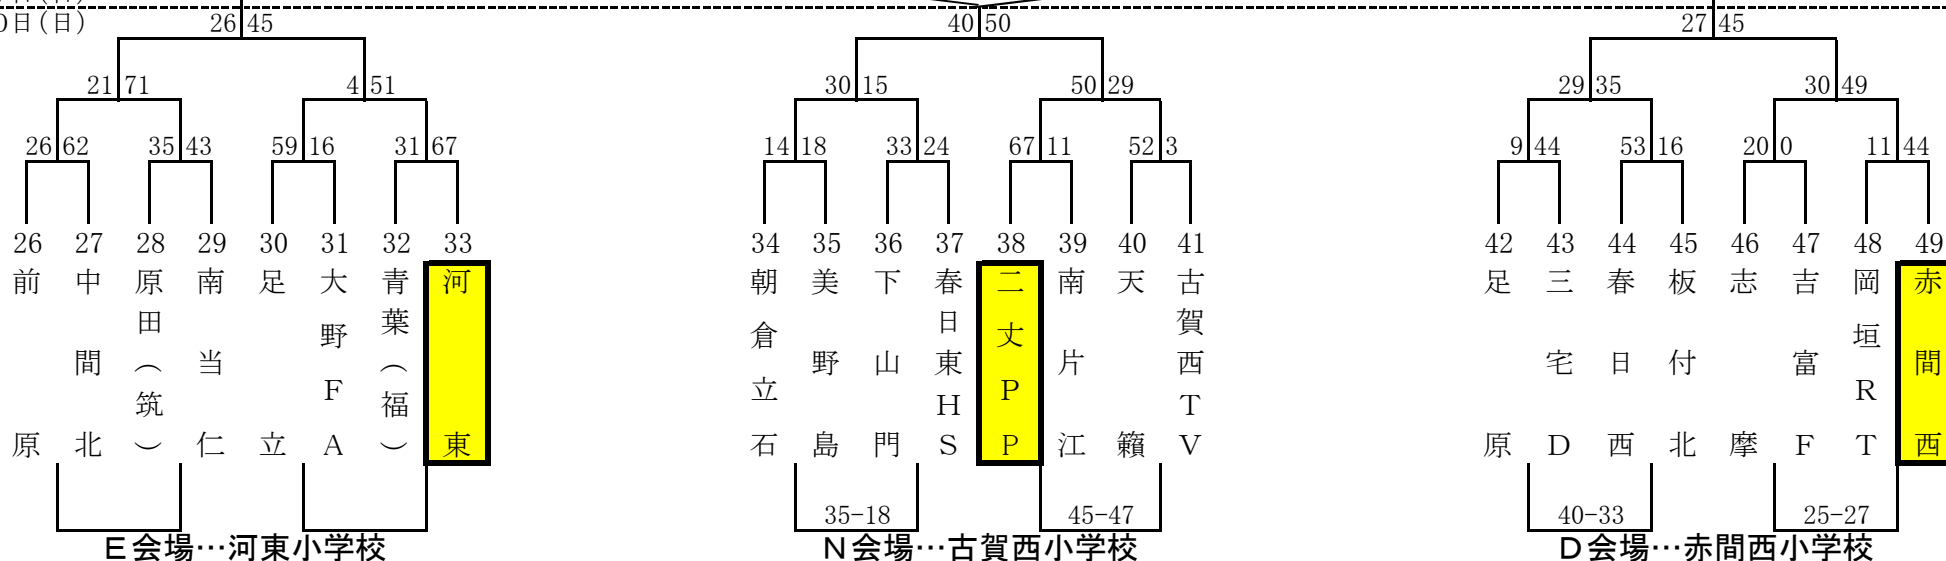 0日(日)
26 45
40 50
27 45
21 71
4 51
30 15
50 29
29 35
30 49
26 62
35 43
59 16
31 67
14 18
33 24
67 11
52 3
9 44
53 16
20 0
11 44
26 前原
27 中間北
28 原田(筑)
29 南当仁
30 足立
31 大野FA
32 青葉(福)
33 河東
34 朝倉立石
35 美野島
36 下山門
37 春日東HS
38 二丈PP
39 南片江
40 天籟
41 古賀西TV
42 足原
43 三宅D
44 春日西
45 板付北
46 志摩
47 吉富F
48 岡垣RT
49 赤間西
35-18
45-47
40-33
25-27
E会場…河東小学校
N会場…古賀西小学校
D会場…赤間西小学校